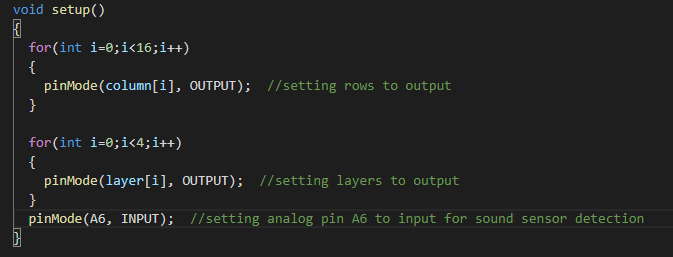 void setup()
{
  for(int i=0;i<16;i++)
  {
    pinMode(column[i], OUTPUT);  //setting rows to output
  }

  for(int i=0;i<4;i++)
  {
    pinMode(layer[i], OUTPUT);  //setting layers to output
  }
  pinMode(A6, INPUT);  //setting analog pin A6 to input for sound sensor detection
}